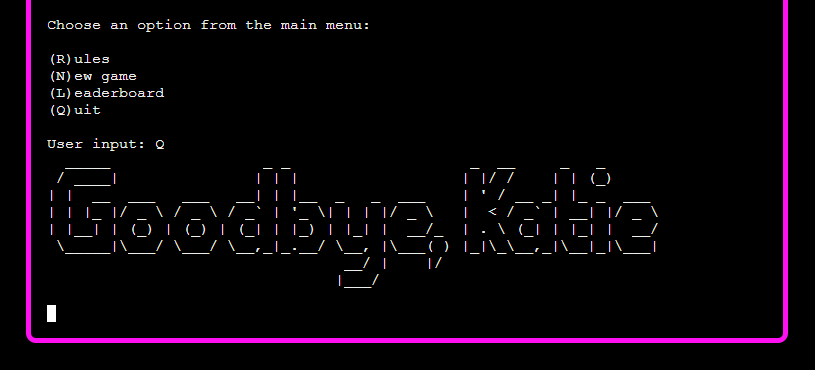 Choose an option from the main menu:
(R)ules
(N)ew game
(L)eaderboard
(Q)uit
User input: Q
Goodbye, Katie